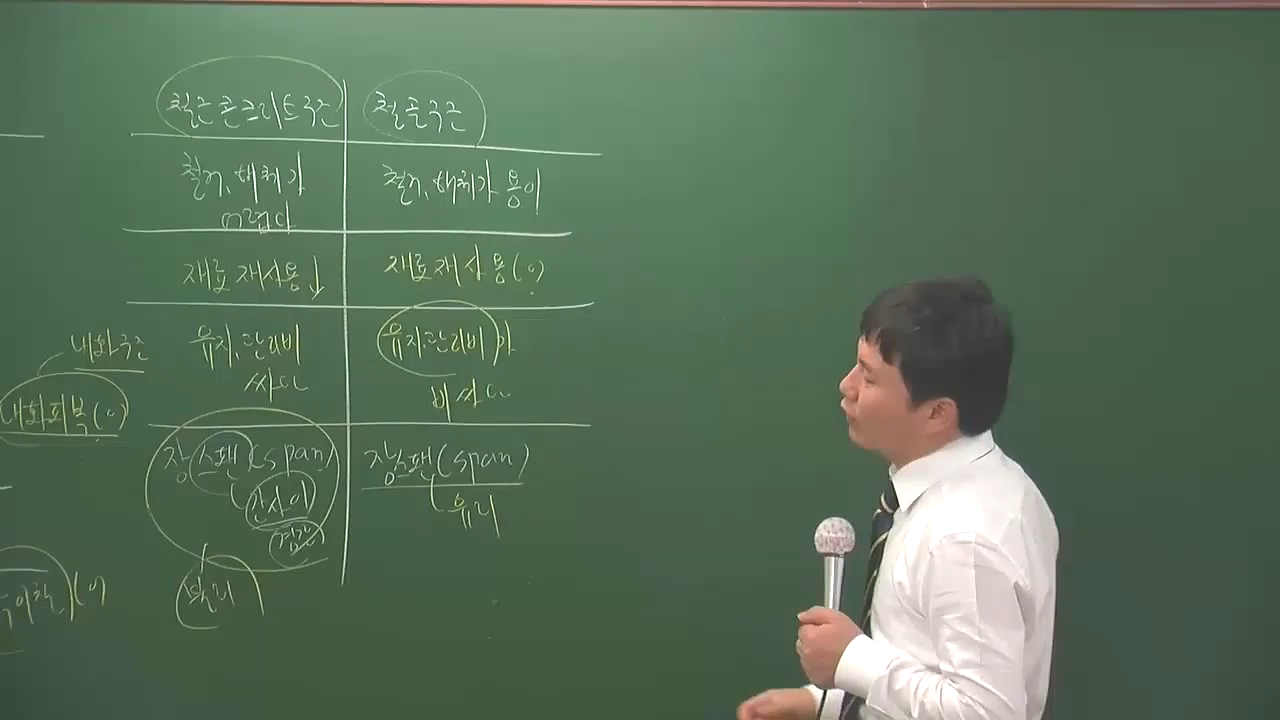 철근콘크리트구조
철골구조
철거, 해체가
어렵다
철거, 해체가 용이
재료 재사용↓
재료 재사용(○)
내화구조
내화피복(○)
유지.관리비
싸다
유지.관리비가
비싸다
장스팬(span)
(간사이
불리
장스팬(span)
(유리